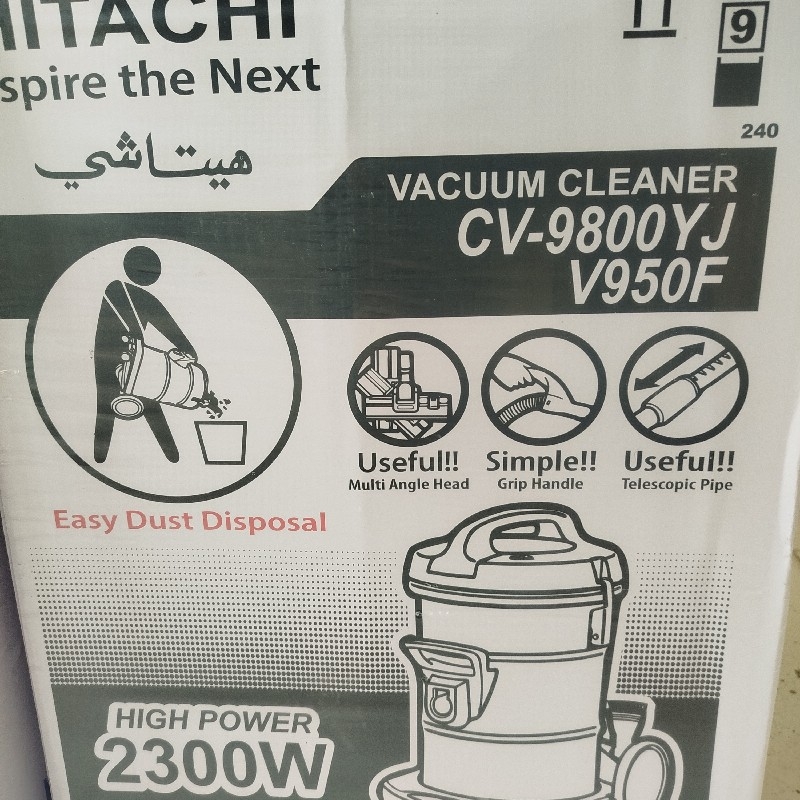 HITACHI
spire the Next
هيتاشي
9
240
VACUUM CLEANER
CV-9800YJ
V950F
Useful!!
Multi Angle Head
Simple!!
Grip Handle
Useful!!
Telescopic Pipe
Easy Dust Disposal
HIGH POWER
2300W